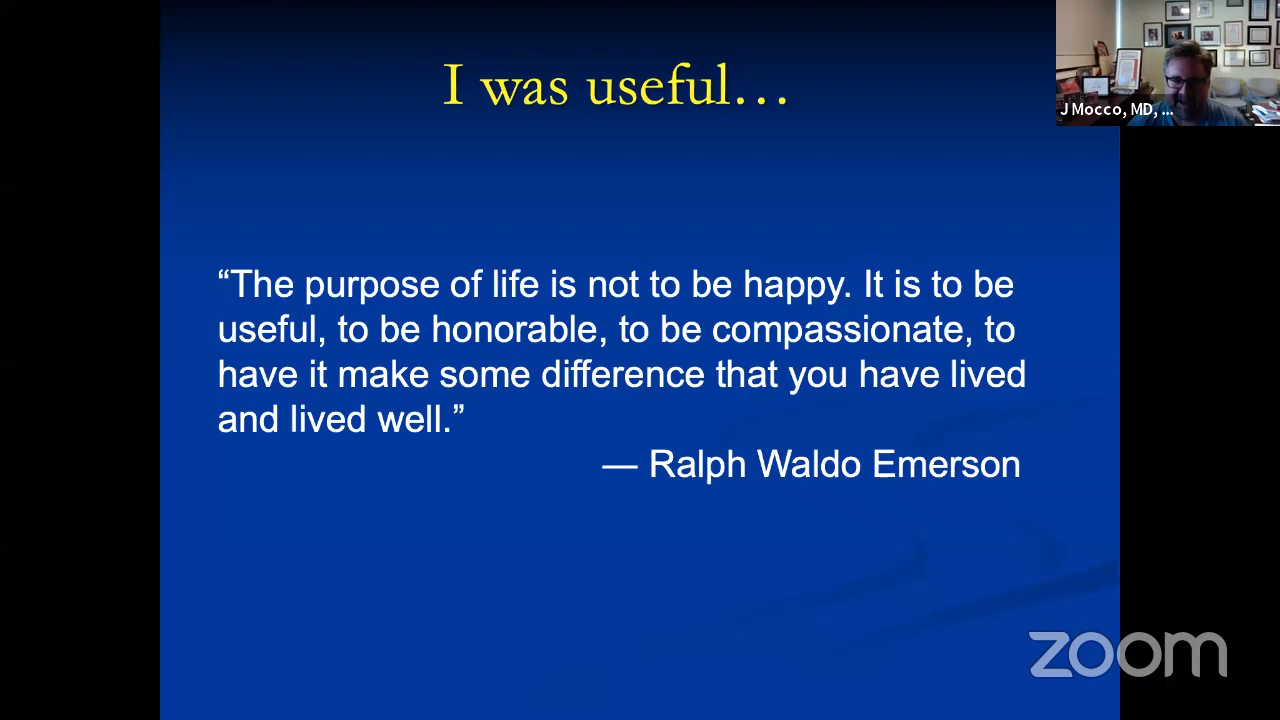 I was useful…
J Mocco, MD, ...
“The purpose of life is not to be happy. It is to be
useful, to be honorable, to be compassionate, to
have it make some difference that you have lived
and lived well.”
— Ralph Waldo Emerson
zoom